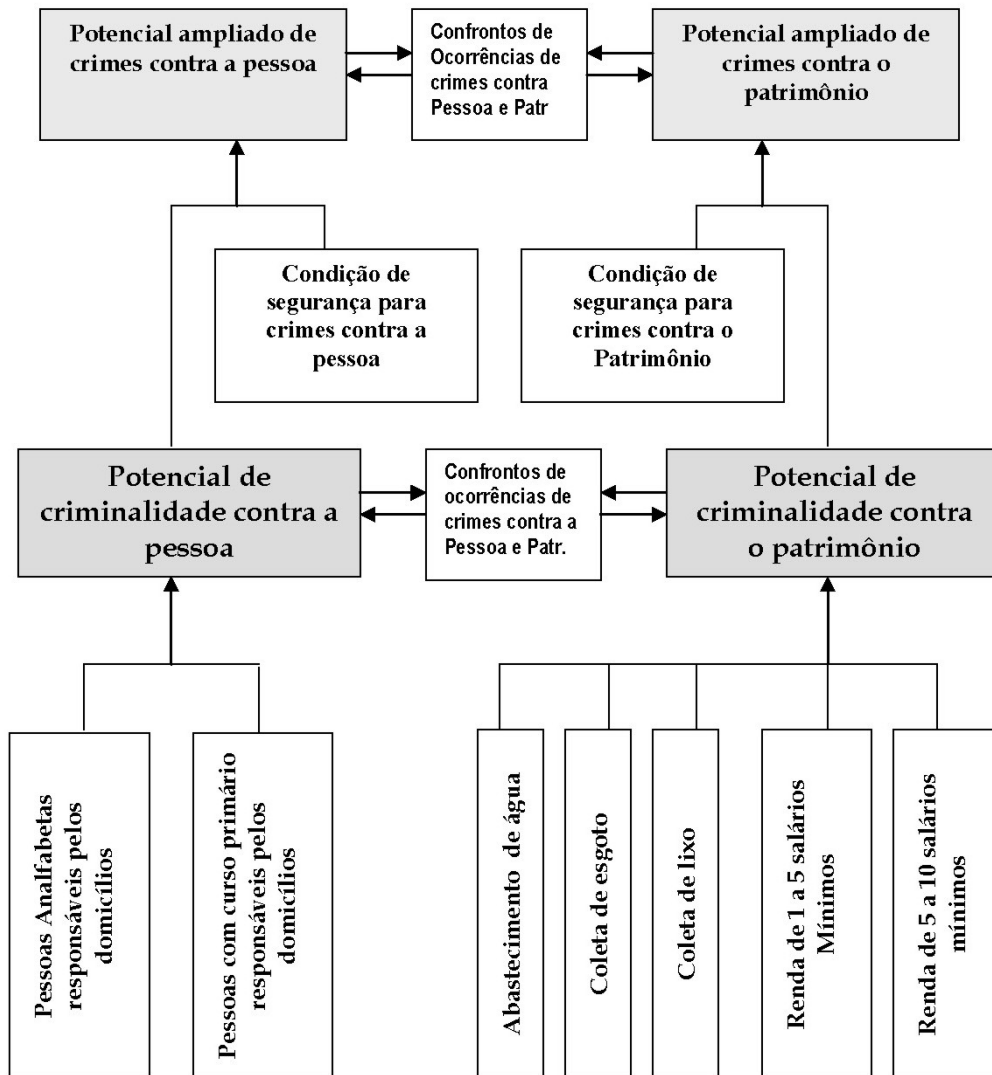 Potencial ampliado de
crimes contra a pessoa
Confrontos de
Ocorrências de
crimes contra
Pessoa e Patr
Potencial ampliado de
crimes contra o
patrimônio
Condição de
segurança para
crimes contra a
pessoa
Condição de
segurança para
crimes contra o
Patrimônio
Potencial de
criminalidade contra a
pessoa
Confrontos de
ocorrências de
crimes contra a
Pessoa e Patr.
Potencial de
criminalidade contra
o patrimônio
Pessoas Analfabetas
responsáveis pelos
domicílios
Pessoas com curso primário
responsáveis pelos
domicílios
Abastecimento de água
Coleta de esgoto
Coleta de lixo
Renda de 1 a 5 salários
Mínimos
Renda de 5 a 10 salários
mínimos